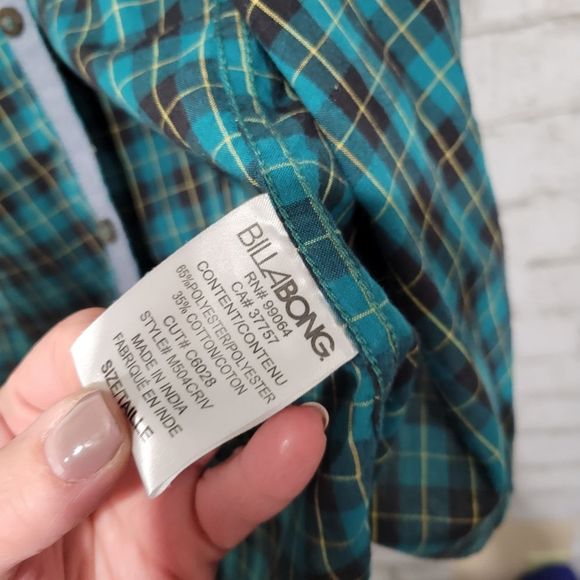 BILLABONG
RN# 99064
CA# 37757
CONTENT/CONTENU
65%POLYESTER/POLYESTER
35% COTTON/COTON
CUT# C6028
STYLE# M504CRIV
MADE IN INDIA
FABRIQUÉ EN INDE
SIZE/TAILLE